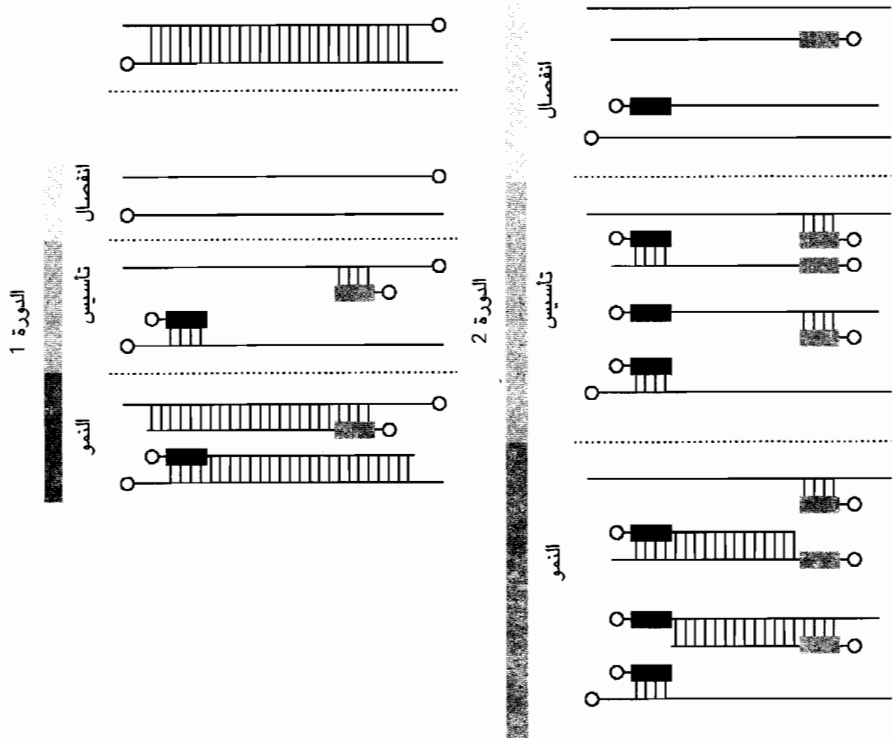 الدورة 1
انفصال
تأسيس
النمو
الدورة 2
انفصال
تأسيس
النمو